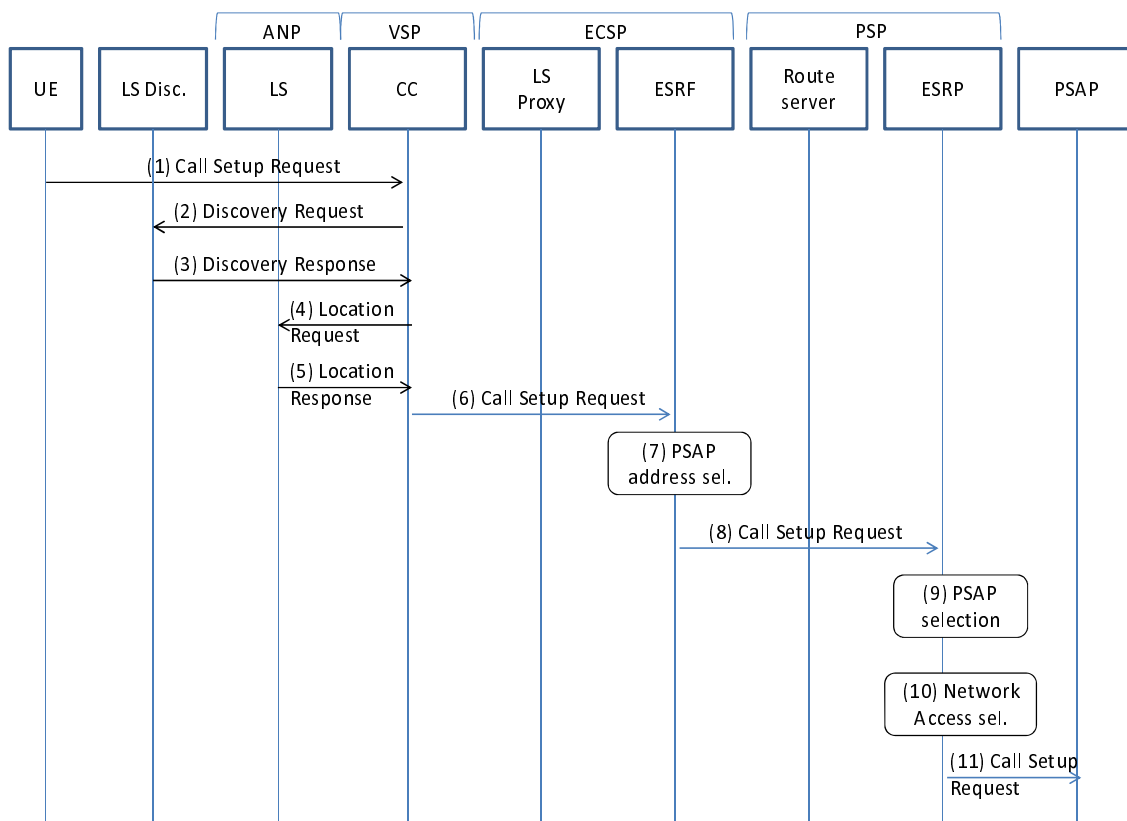 ANP
VSP
ECSP
PSP
UE
LS Disc.
LS
CC
LS
Proxy
ESRF
Route
server
ESRP
PSAP
(1) Call Setup Request
(2) Discovery Request
(3) Discovery Response
(4) Location
Request
(5) Location
Response
(6) Call Setup Request
(7) PSAP
address sel.
(8) Call Setup Request
(9) PSAP
selection
(10) Network
Access sel.
(11) Call Setup
Request